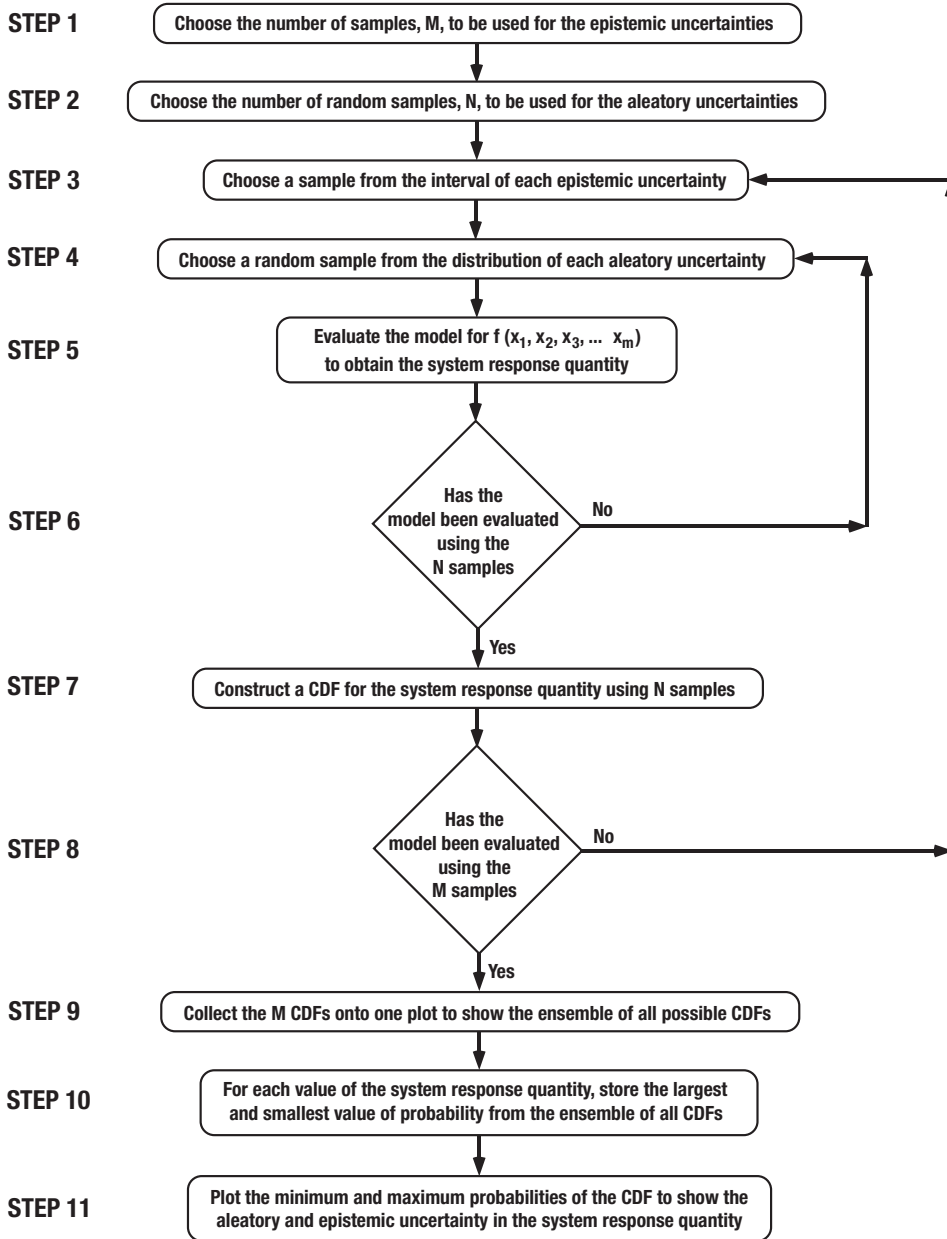 STEP 1
Choose the number of samples, M, to be used for the epistemic uncertainties
STEP 2
Choose the number of random samples, N, to be used for the aleatory uncertainties
STEP 3
Choose a sample from the interval of each epistemic uncertainty
STEP 4
Choose a random sample from the distribution of each aleatory uncertainty
STEP 5
Evaluate the model for f (x₁, x₂, x₃, ... xₘ)
to obtain the system response quantity
STEP 6
Has the
model been evaluated
using the
N samples
No
Yes
STEP 7
Construct a CDF for the system response quantity using N samples
STEP 8
Has the
model been evaluated
using the
M samples
No
Yes
STEP 9
Collect the M CDFs onto one plot to show the ensemble of all possible CDFs
STEP 10
For each value of the system response quantity, store the largest
and smallest value of probability from the ensemble of all CDFs
STEP 11
Plot the minimum and maximum probabilities of the CDF to show the
aleatory and epistemic uncertainty in the system response quantity